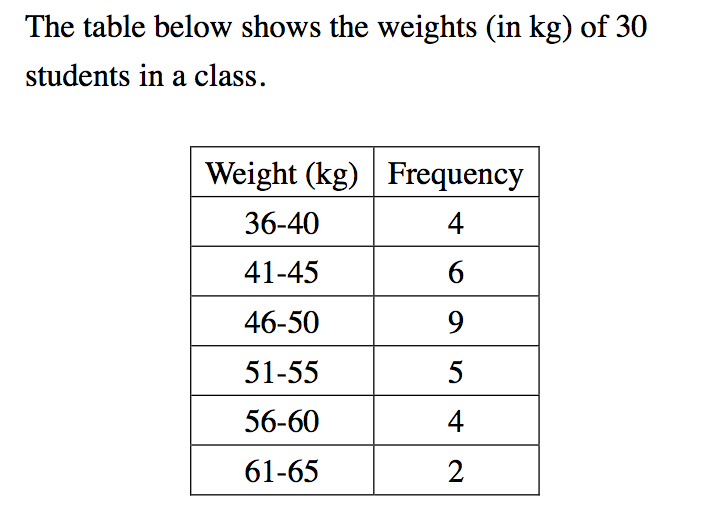 The table below shows the weights (in kg) of 30
students in a class.
Weight (kg) Frequency
36-40 4
41-45 6
46-50 9
51-55 5
56-60 4
61-65 2